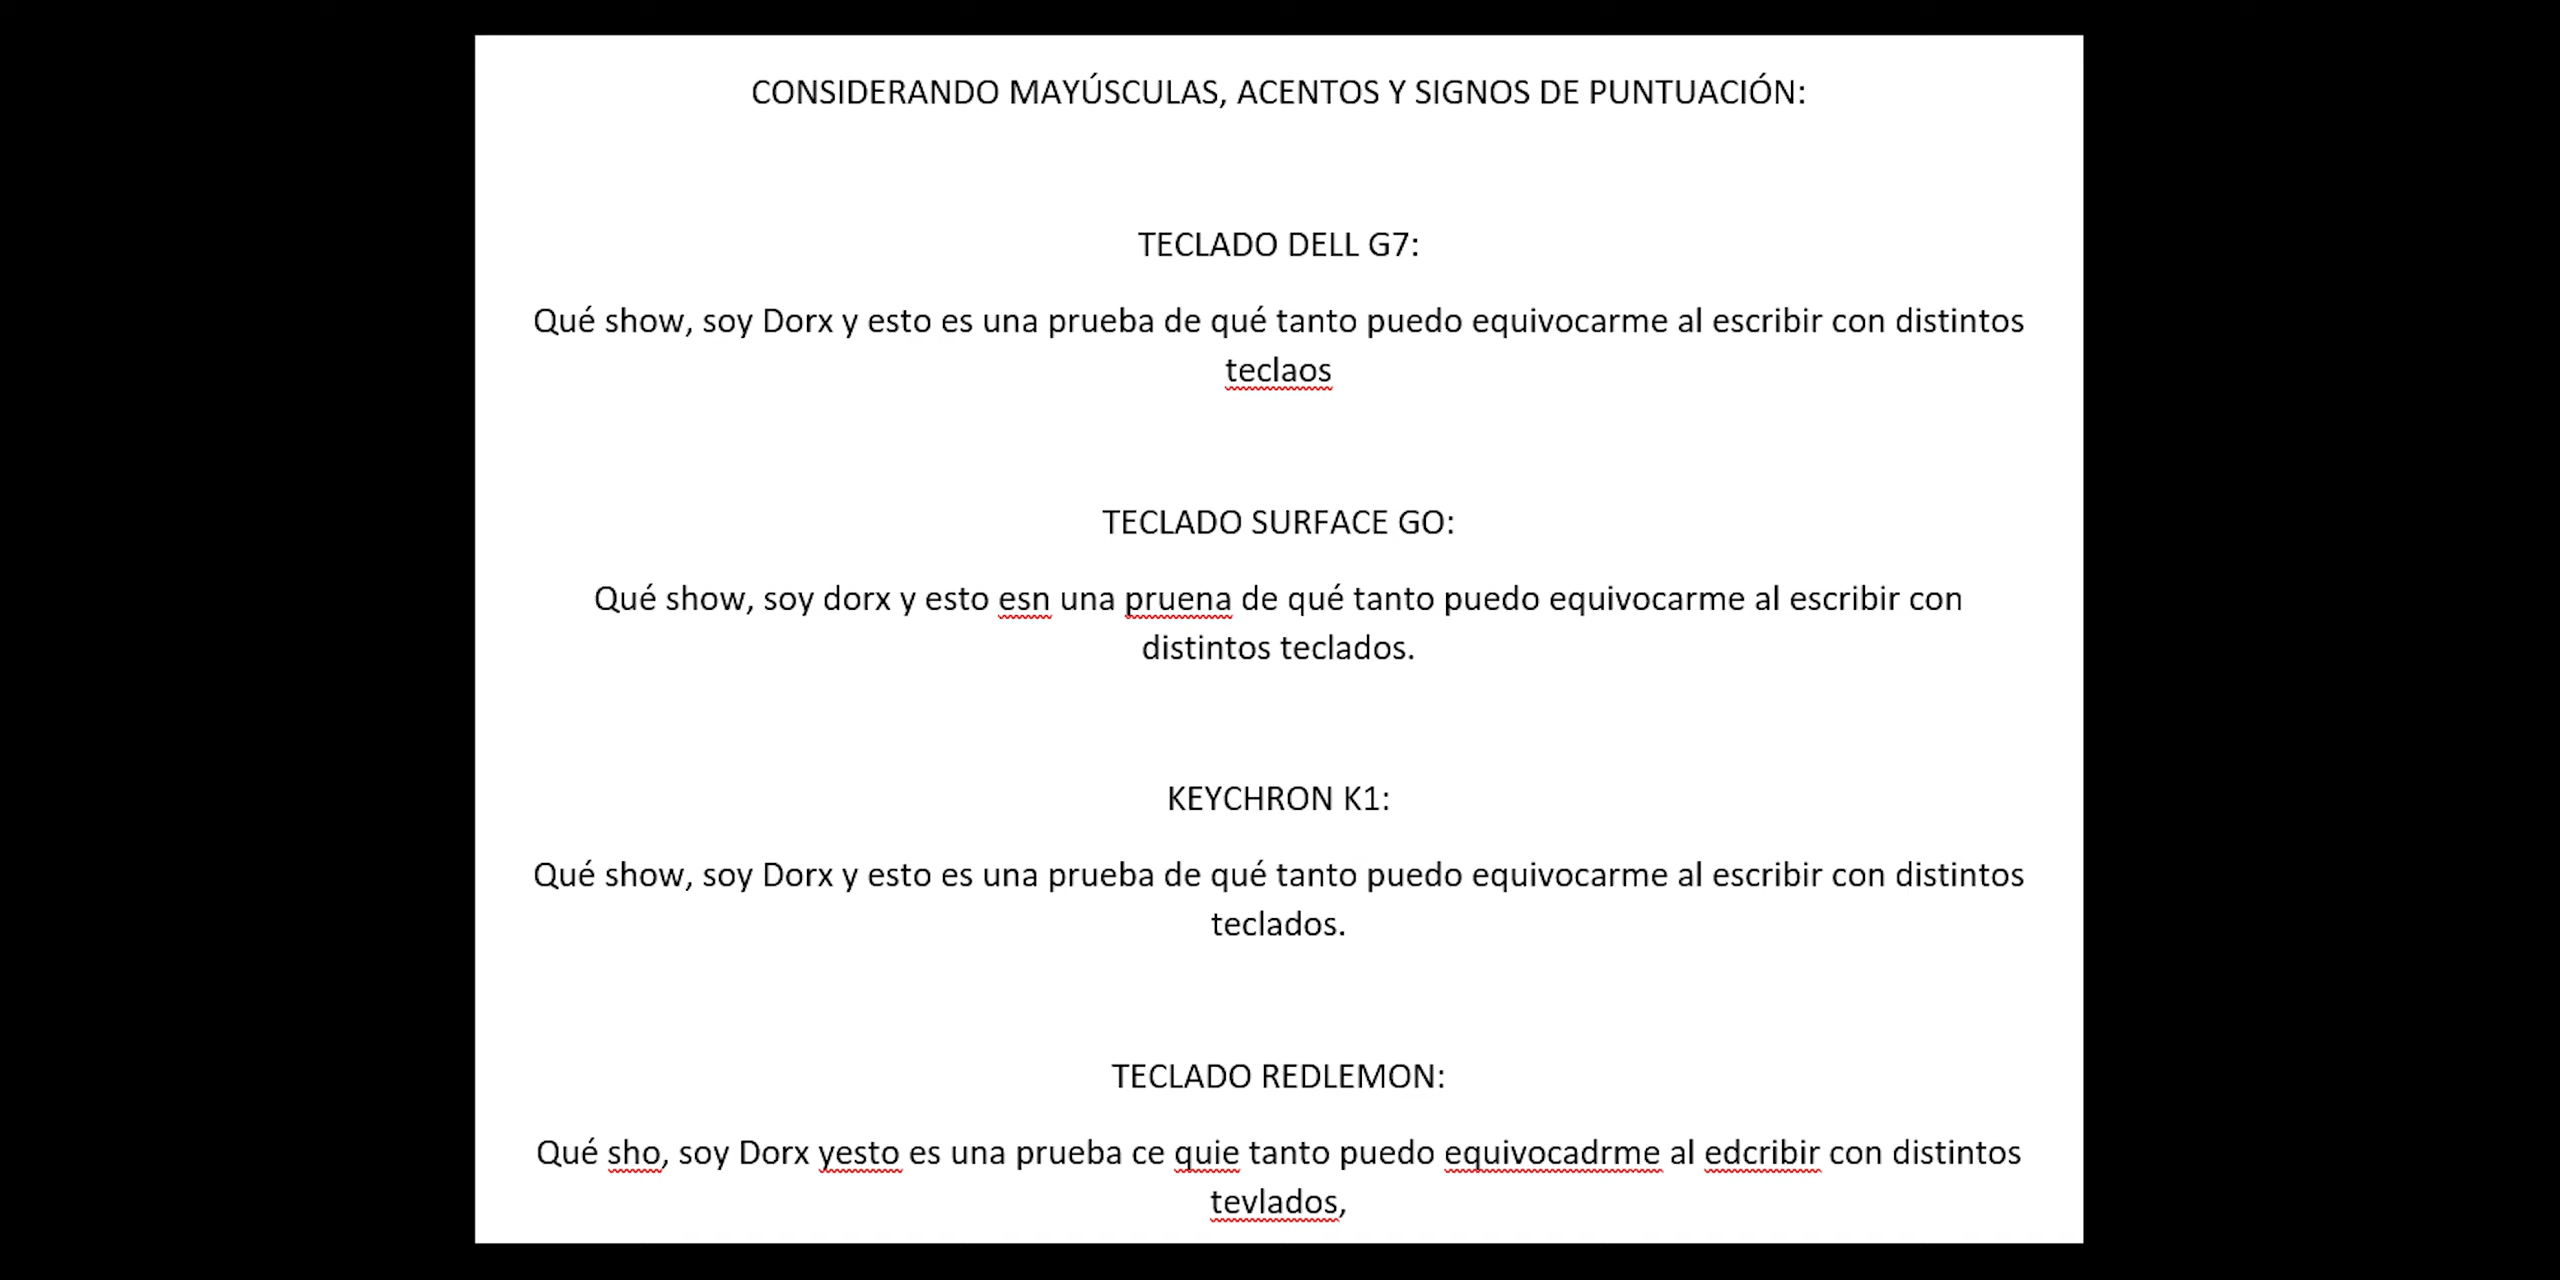 CONSIDERANDO MAYÚSCULAS, ACENTOS Y SIGNOS DE PUNTUACIÓN:
TECLADO DELL G7:
Qué show, soy Dorx y esto es una prueba de qué tanto puedo equivocarme al escribir con distintos
teclaos
TECLADO SURFACE GO:
Qué show, soy dorx y esto esn una pruena de qué tanto puedo equivocarme al escribir con
distintos teclados.
KEYCHRON K1:
Qué show, soy Dorx y esto es una prueba de qué tanto puedo equivocarme al escribir con distintos
teclados.
TECLADO REDLEMON:
Qué sho, soy Dorx yesto es una prueba ce quie tanto puedo equivocadrme al edcribir con distintos
tevlados,